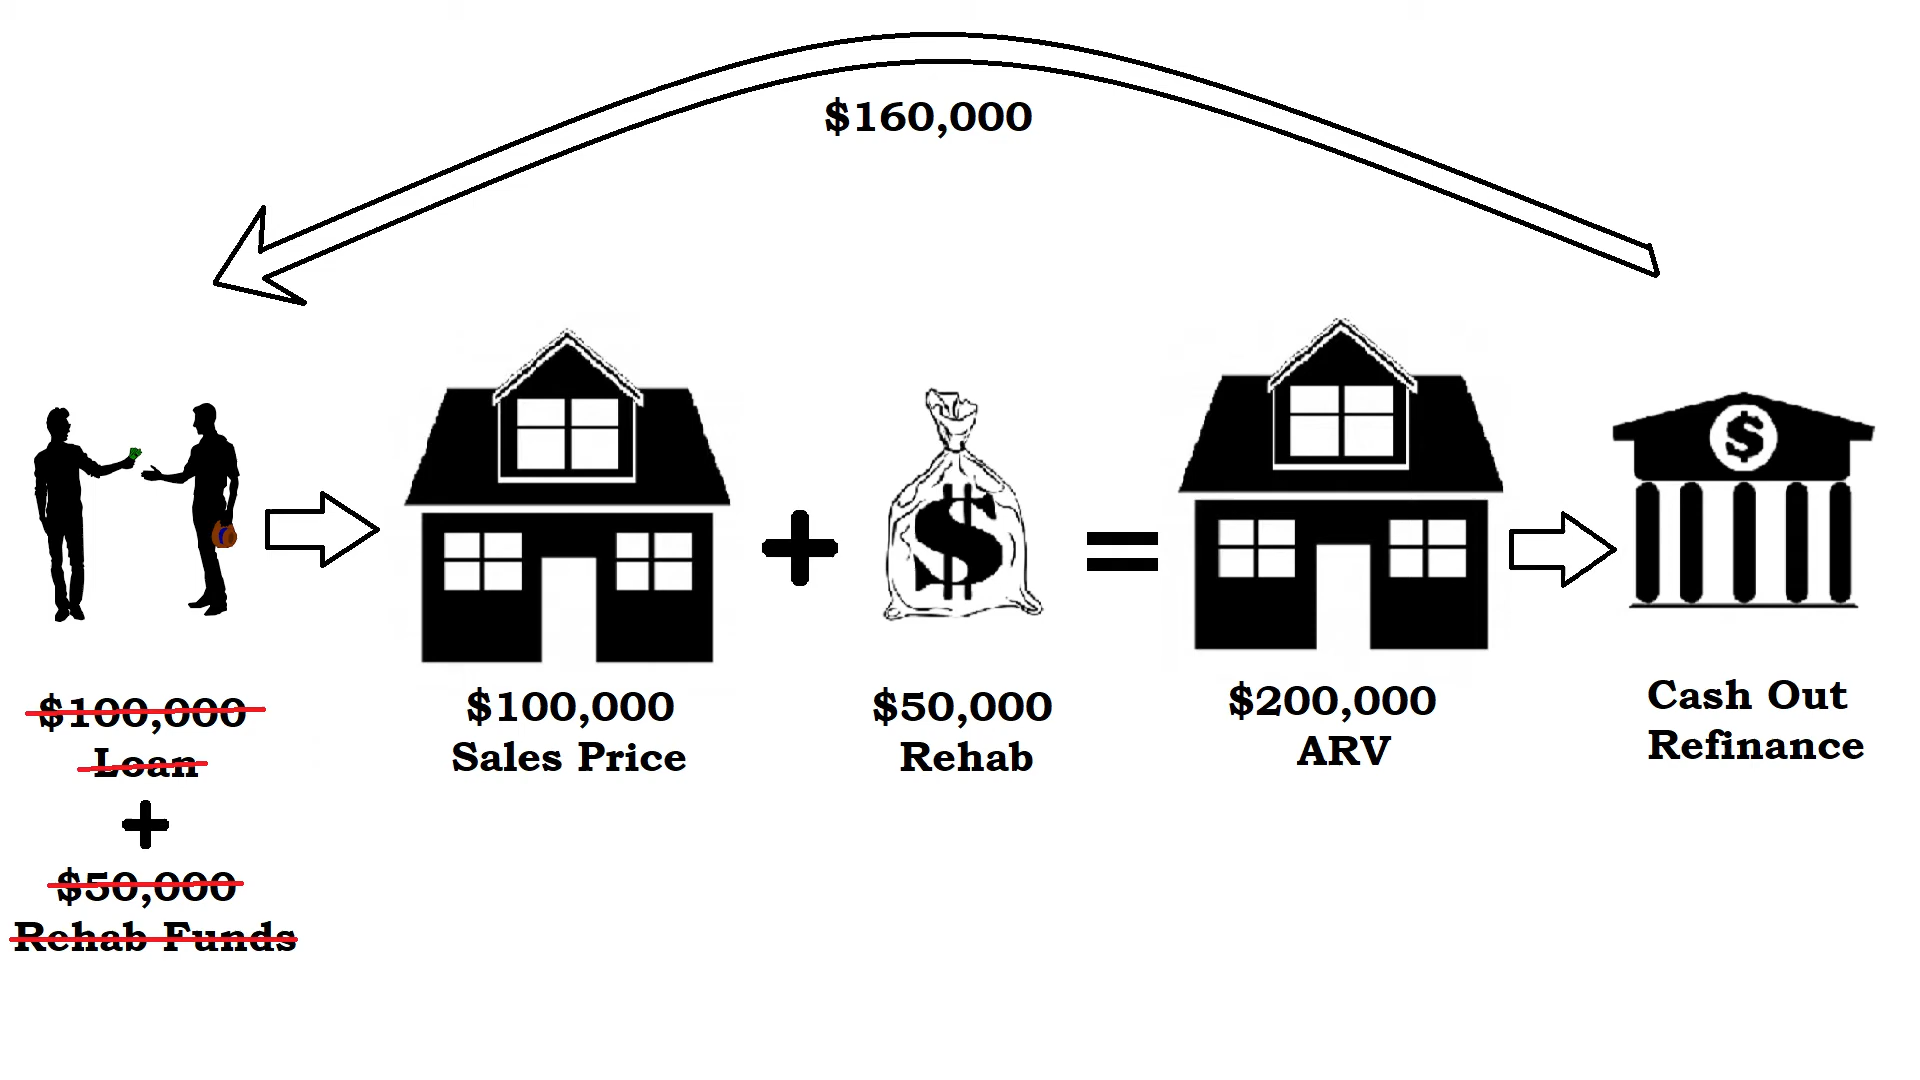 $160,000
$100,000
Loan
+
$50,000
Rehab Funds
$100,000
Sales Price
+
$
$50,000
Rehab
=
$200,000
ARV
$
Cash Out
Refinance